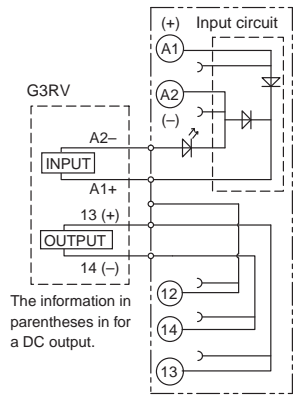 (+) Input circuit
A1
A2
(–)
G3RV
A2–
INPUT
A1+
13 (+)
OUTPUT
14 (–)
The information in
parentheses in for
a DC output.
12
14
13